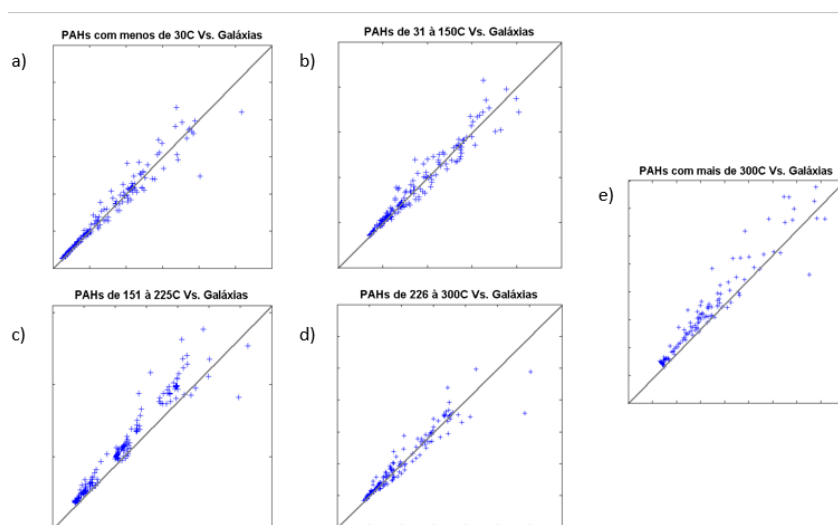 a)
PAHs com menos de 30C Vs. Galáxias
b)
PAHs de 31 à 150C Vs. Galáxias
c)
PAHs de 151 à 225C Vs. Galáxias
d)
PAHs de 226 à 300C Vs. Galáxias
e)
PAHs com mais de 300C Vs. Galáxias